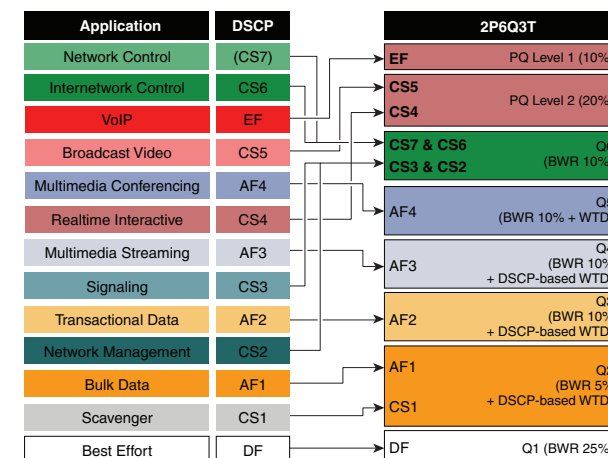 Application DSCP 2P6Q3T
Network Control (CS7)
Internetwork Control CS6
VoIP EF
Broadcast Video CS5
Multimedia Conferencing AF4
Realtime Interactive CS4
Multimedia Streaming AF3
Signaling CS3
Transactional Data AF2
Network Management CS2
Bulk Data AF1
Scavenger CS1
Best Effort DF
EF PQ Level 1 (10%
CS5
PQ Level 2 (20%
CS4
CS7 & CS6
CS3 & CS2 (BWR 10%
AF4
(BWR 10% + WTD
AF3
(BWR 10%
+ DSCP-based WTD
AF2
(BWR 10%
+ DSCP-based WTD
AF1
(BWR 5%
+ DSCP-based WTD
CS1
DF Q1 (BWR 25%